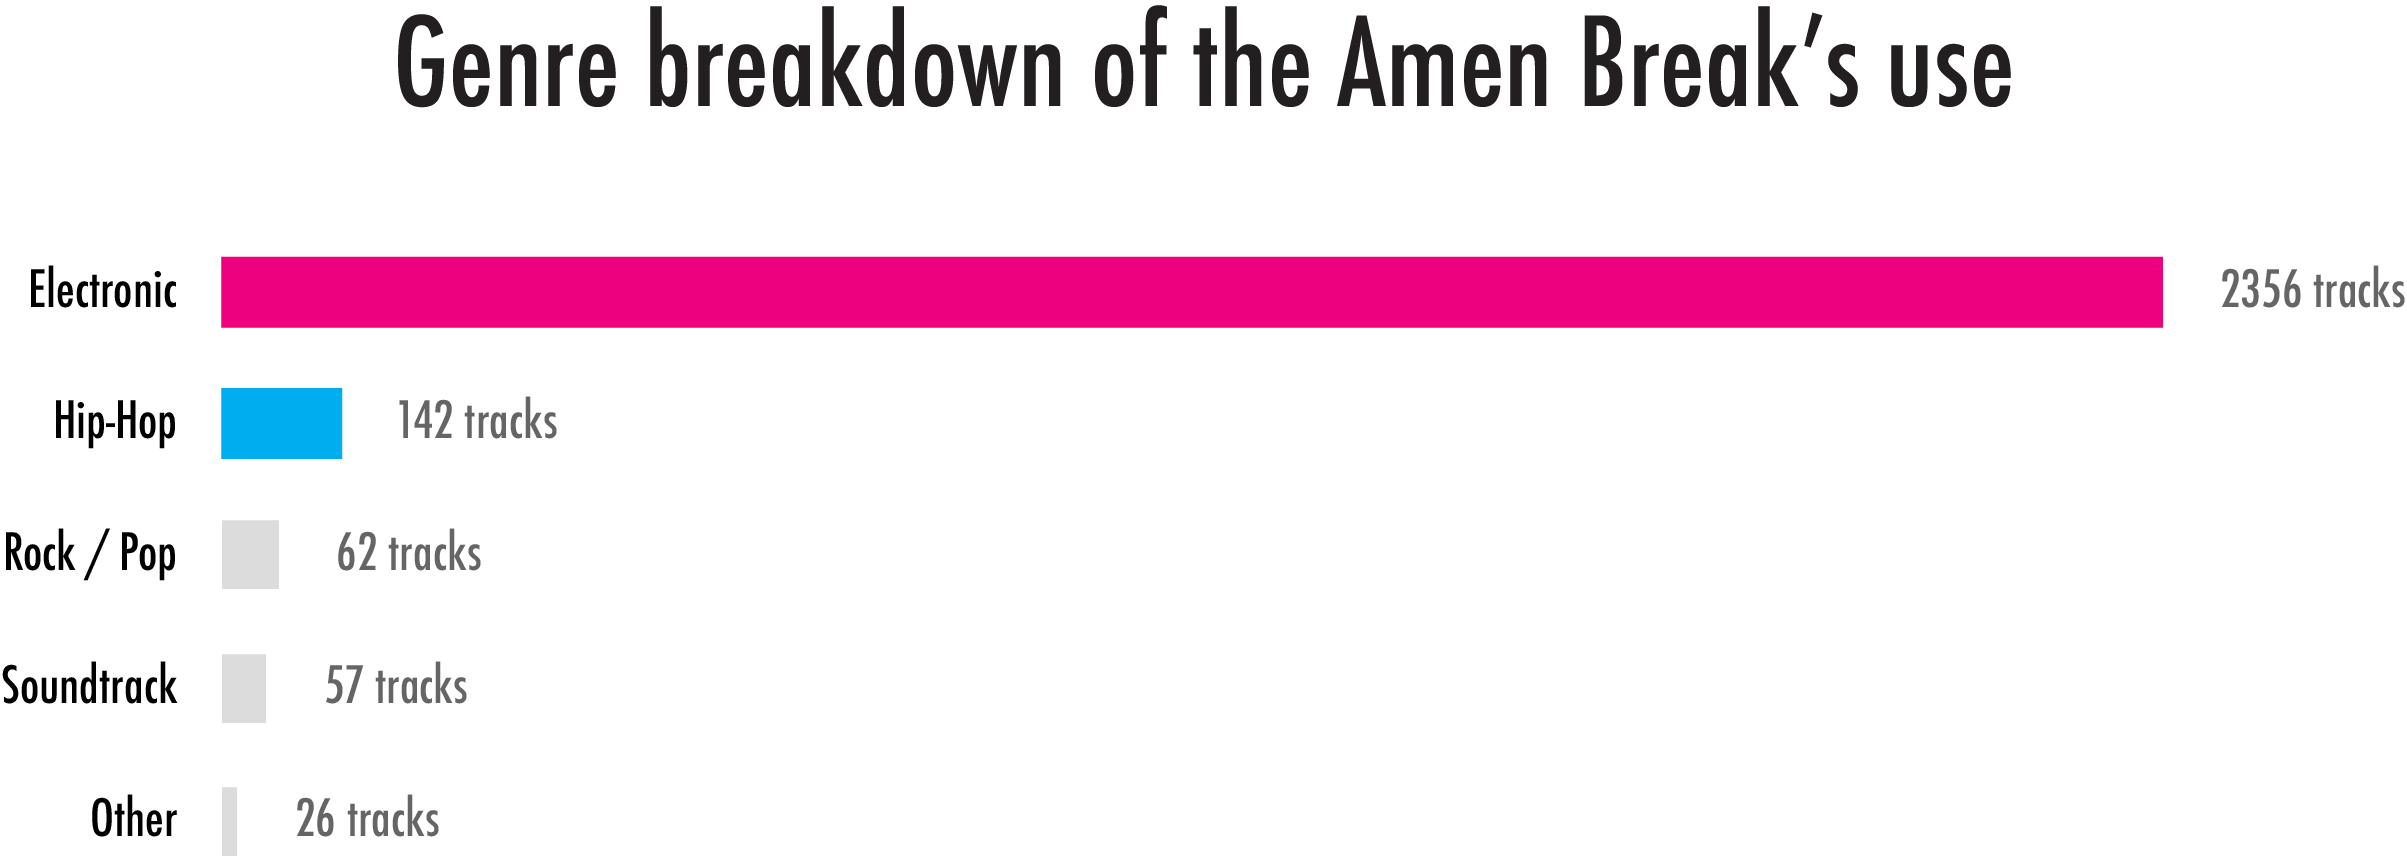 Genre breakdown of the Amen Break’s use
Electronic 2356 tracks
Hip-Hop 142 tracks
Rock / Pop 62 tracks
Soundtrack 57 tracks
Other 26 tracks